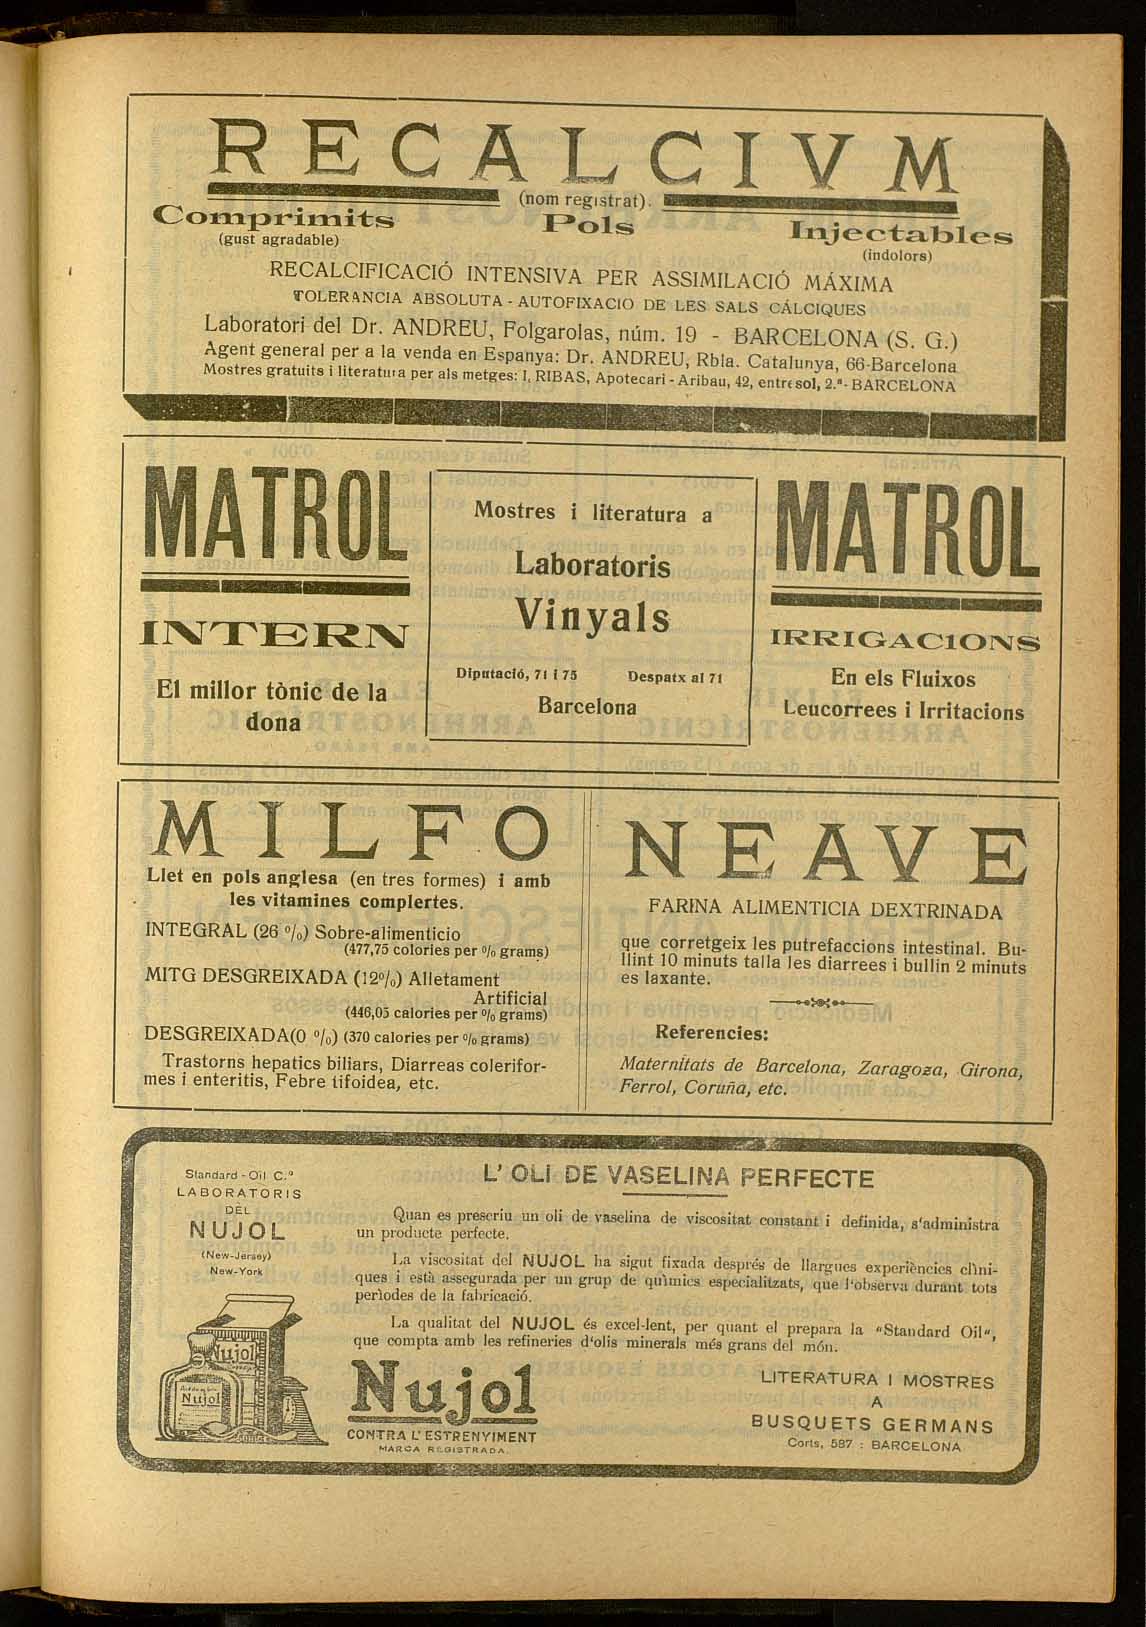 RECALCIVM
(nom registrat).
Comprimits
(gust agradable)
Pols
Injectables
(indolors)
RECALCIFICACIÓ INTENSIVA PER ASSIMILACIÓ MÁXIMA
TOLERANCIA ABSOLUTA - AUTOFIXACIO DE LES SALS CÁLCIQUES
Laboratori del Dr. ANDREU, Folgarolas, núm. 19 - BARCELONA (S. G.)
Agent general per a la venda en Espanya: Dr. ANDREU, Rbla. Catalunya, 66-Barcelona
Mostres gratuits i literatura per als metges: I. RIBAS, Apotecari - Aribau, 42, entresol, 2.ª - BARCELONA
MATROL
INTERN
El millor tònic de la
dona
Mostres i literatura a
Laboratoris
Vinyals
Diputació, 71 i 75 Despatx al 71
Barcelona
MATROL
IRRIGACIONS
En els Fluixos
Leucorrees i Irritacions
MILFO
Llet en pols anglesa (en tres formes) i amb
les vitamines complertes.
INTEGRAL (26 %) Sobre-alimenticio
(477,75 colories per % grams)
MITG DESGREIXADA (12%) Alletament
Artificial
(446,05 calories per % grams)
DESGREIXADA(0 %) (370 calories per % grams)
Trastorns hepatics biliars, Diarreas colerifor-
mes i enteritis, Febre tifoidea, etc.
NEAVE
FARINA ALIMENTICIA DEXTRINADA
que corretgeix les putrefaccions intestinal. Bu-
llint 10 minuts talla les diarrees i bullin 2 minuts
es laxante.
Referencies:
Maternitats de Barcelona, Zaragoza, Girona,
Ferrol, Coruña, etc.
Standard - Oil C.º
LABORATORIS
DEL
NUJOL
(New-Jersey)
New-York
Nujol
Nujol
L'OLI DE VASELINA PERFECTE
Quan es prescriu un oli de vaselina de viscositat constant i definida, s'administra
un producte perfecte.
La viscositat del NUJOL ha sigut fixada després de llargues experiències clìni-
ques i està assegurada per un grup de quìmics especialitzats, que l'observa durant tots
perìodes de la fabricació.
La qualitat del NUJOL és excel-lent, per quant el prepara la "Standard Oil",
que compta amb les refineries d'olis minerals més grans del món.
Nujol
CONTRA L'ESTRENYIMENT
MARCA REGISTRADA.
LITERATURA I MOSTRES
A
BUSQUETS GERMANS
Corts, 587 : BARCELONA